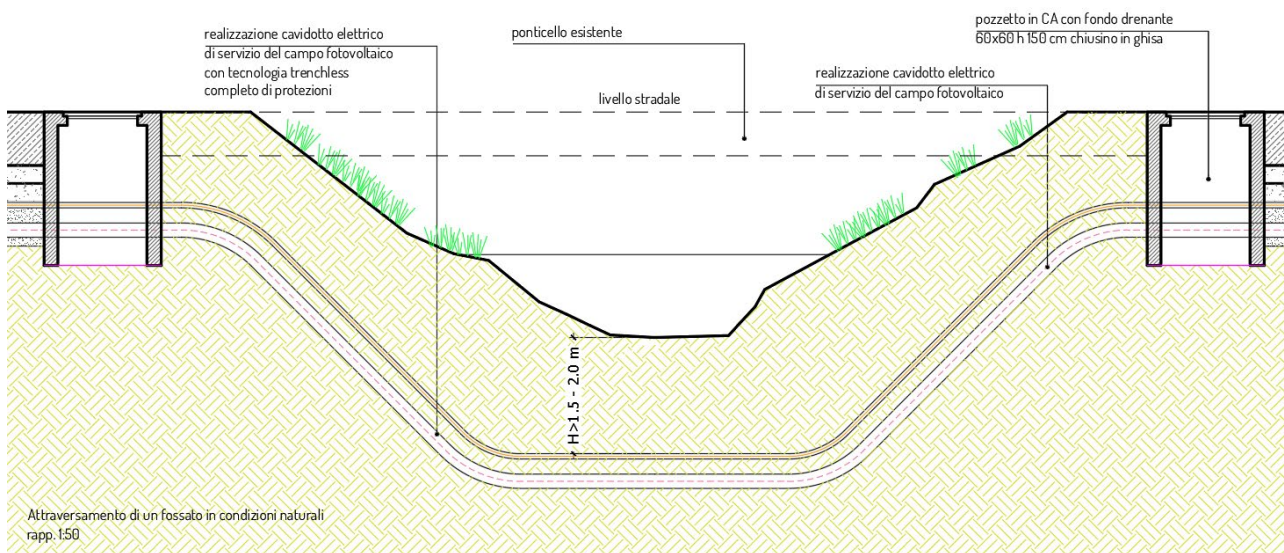 realizzazione cavidotto elettrico
di servizio del campo fotovoltaico
con tecnologia trenchless
completo di protezioni
ponticello esistente
livello stradale
pozzetto in CA con fondo drenante
60x60 h 150 cm chiusino in ghisa
realizzazione cavidotto elettrico
di servizio del campo fotovoltaico
H>1.5 - 2.0 m
Attraversamento di un fossato in condizioni naturali
rapp. 1:50